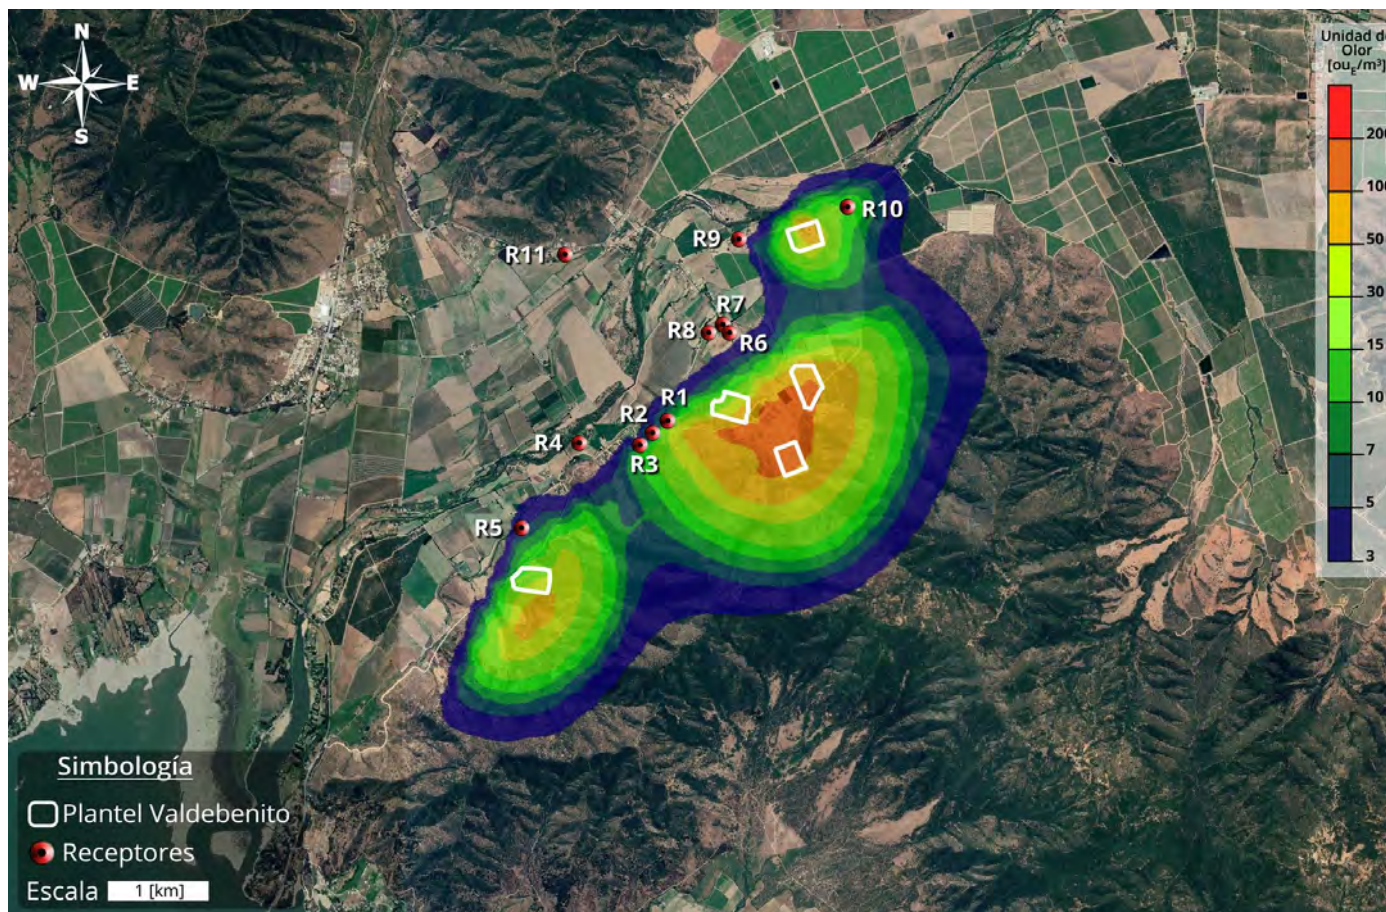 N
W E
S
Unidad de
Olor
[ouE/m³]
200
100
50
30
15
10
7
5
3
R10
R9
R11
R7
R8
R6
R1
R2
R4
R3
R5
Simbología
Plantel Valdebenito
Receptores
Escala 1 [km]